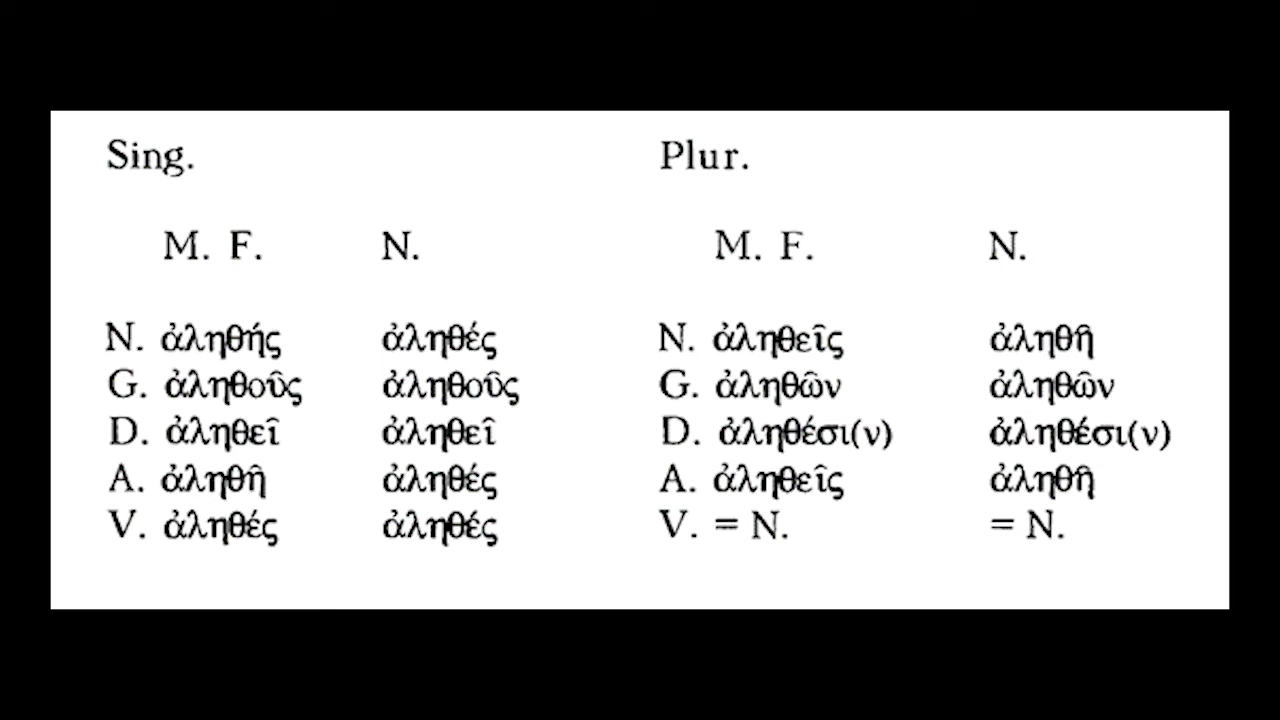 Sing. Plur.
M. F. N. M. F. N.
N. ἀληθής ἀληθές N. ἀληθεῖς ἀληθῆ
G. ἀληθοῦς ἀληθοῦς G. ἀληθῶν ἀληθῶν
D. ἀληθεῖ ἀληθεῖ D. ἀληθέσι(ν) ἀληθέσι(ν)
A. ἀληθῆ ἀληθές A. ἀληθεῖς ἀληθῆ
V. ἀληθές ἀληθές V. = N. = N.